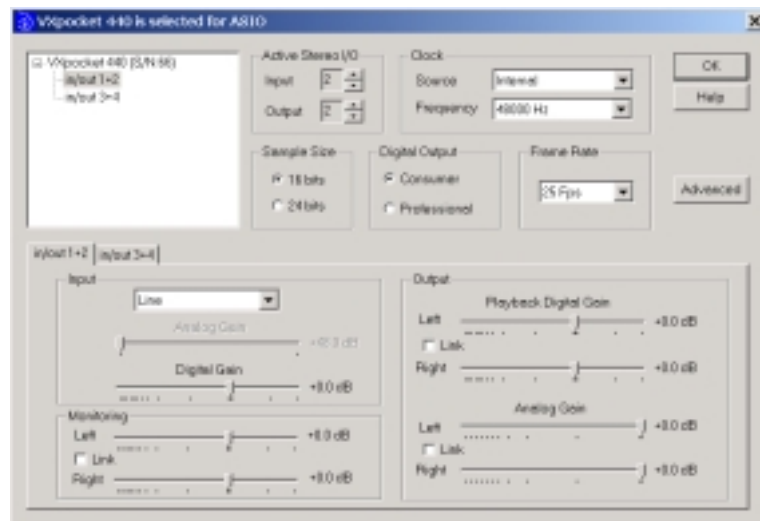 VXpocket 440 is selected for ASIO
VXpocket 440 (S/N 66)
in/out 1+2
in/out 3+4
Active Stereo I/O
Input 2
Output 2
Clock
Source Internal
Frequency 48000 Hz
OK
Help
Sample Size
16 bits
24 bits
Digital Output
Consumer
Professional
Frame Rate
25 Fps
Advanced
in/out 1+2 in/out 3+4
Input
Line
Analog Gain
Digital Gain
+0.0 dB
Monitoring
Left +0.0 dB
Link
Right +0.0 dB
Output
Playback Digital Gain
Left +0.0 dB
Link
Right +0.0 dB
Analog Gain
Left +0.0 dB
Link
Right +0.0 dB